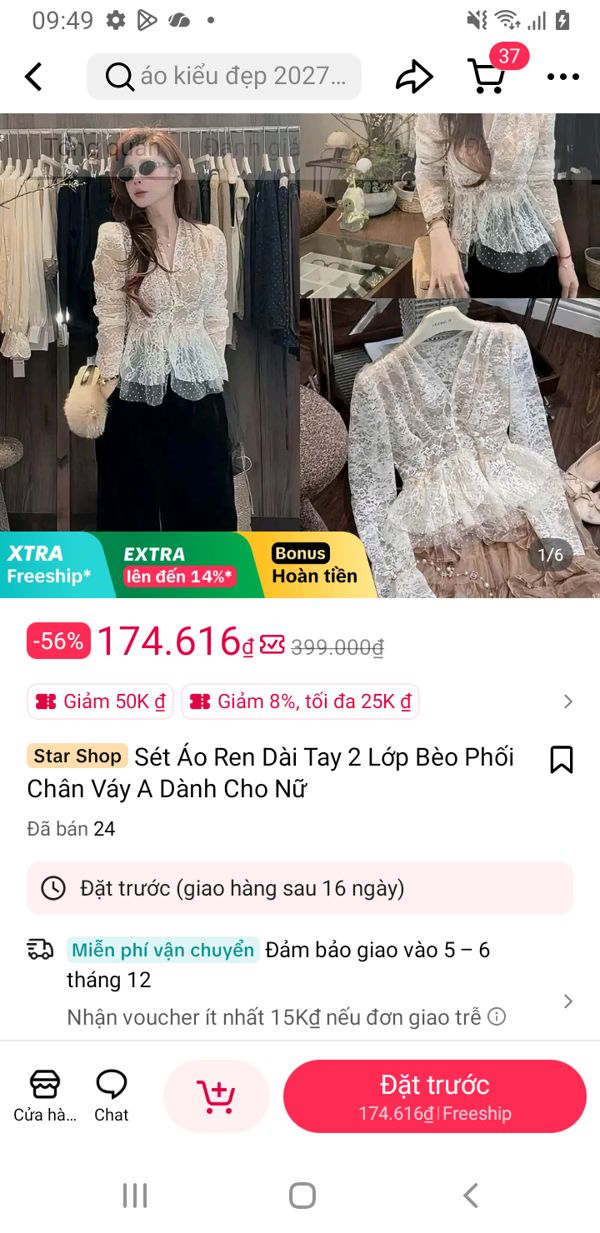 09:49
37
áo kiểu đẹp 2027...
Tổng quan
Đánh giá
XTRA
Freeship*
EXTRA
lên đến 14%*
Bonus
Hoàn tiền
1/6
-56% 174.616₫ 399.000₫
Giảm 50K ₫
Giảm 8%, tối đa 25K ₫
Star Shop Sét Áo Ren Dài Tay 2 Lớp Bèo Phối
Chân Váy A Dành Cho Nữ
Đã bán 24
Đặt trước (giao hàng sau 16 ngày)
Miễn phí vận chuyển Đảm bảo giao vào 5 – 6
tháng 12
Nhận voucher ít nhất 15K₫ nếu đơn giao trễ
Đặt trước
174.616₫|Freeship
Cửa hà...
Chat